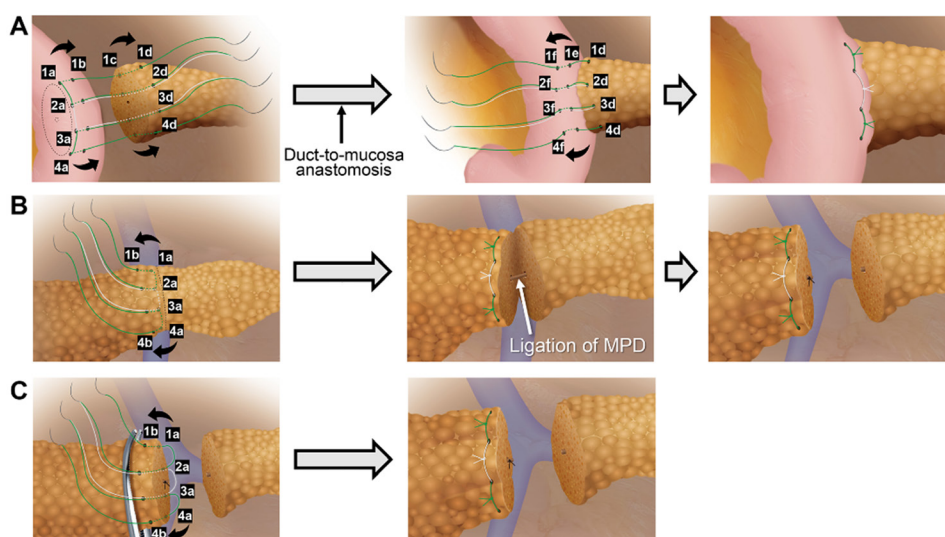 A
1a
1b
1c
1d
2a
2d
3a
3d
4a
4d
Duct-to-mucosa
anastomosis
1f
1e
1d
2f
2d
3f
3d
4f
4d
B
1b
1a
2a
3a
4a
4b
Ligation of MPD
C
1b
1a
2a
3a
4a
4b